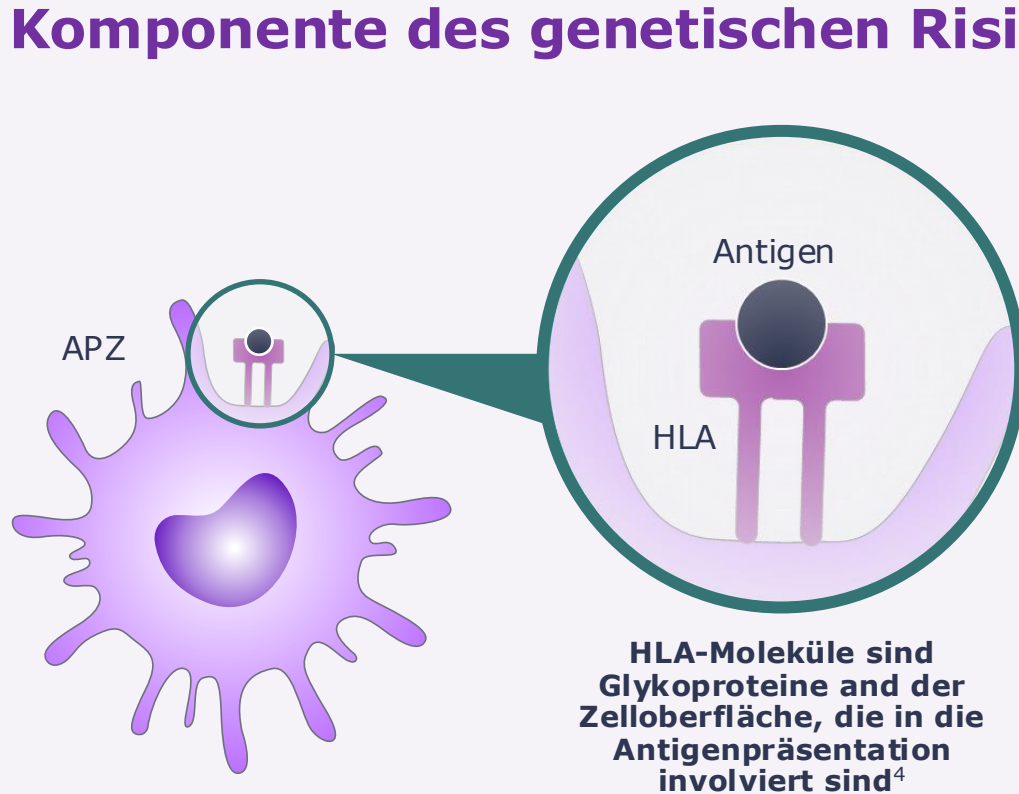 Komponente des genetischen Risi
Antigen
APZ
HLA
HLA-Moleküle sind
Glykoproteine and der
Zelloberfläche, die in die
Antigenpräsentation
involviert sind⁴